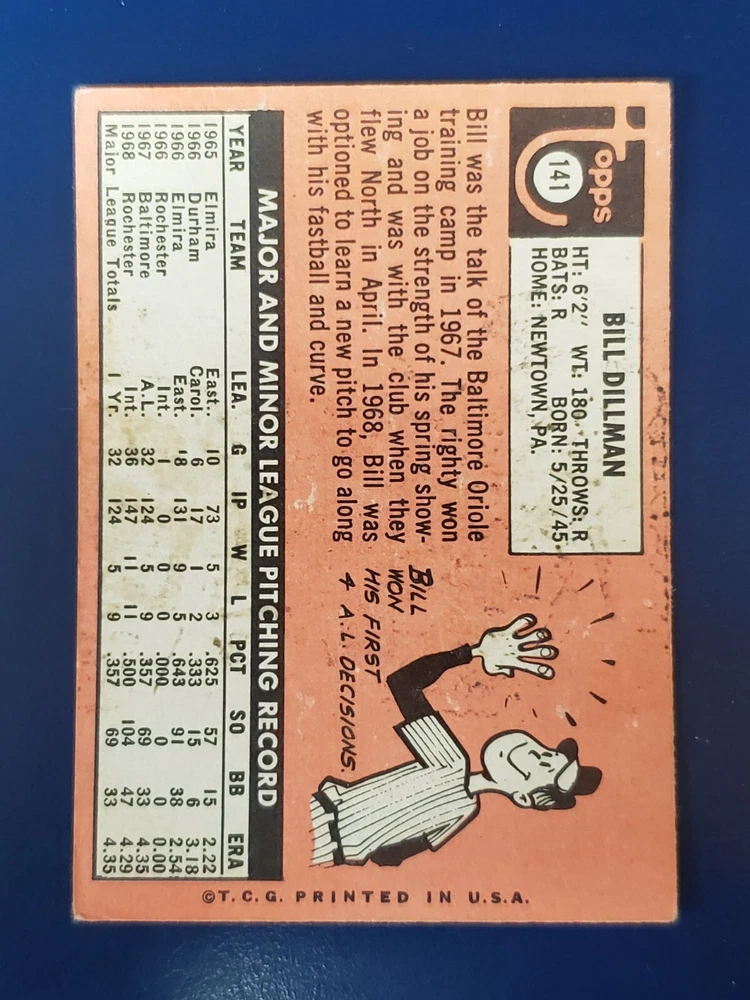 Topps
141
BILL DILLMAN
HT: 6'2" WT: 180 THROWS: R
BATS: R BORN: 5/25/45
HOME: NEWTOWN, PA.
Bill was the talk of the Baltimore Oriole
training camp in 1967. The righty won
a job on the strength of his spring show-
ing and was with the club when they
flew North in April. In 1968, Bill was
optioned to learn a new pitch to go along
with his fastball and curve.
BILL
WON
HIS FIRST
4 A.L. DECISIONS.
MAJOR AND MINOR LEAGUE PITCHING RECORD
YEAR TEAM LEA. G IP W L PCT SO BB ERA
1965 Elmira East. 10 73 5 3 .625 57 15 2.22
1966 Durham Carol. 6 17 1 2 .333 15 6 3.18
1966 Elmira East. 18 131 9 5 .643 91 38 2.54
1966 Rochester Int. 1 0 0 0 .000 0 0 0.00
1967 Baltimore A.L. 32 124 5 9 .357 69 33 4.35
1968 Rochester Int. 36 147 11 11 .500 104 47 4.29
Major League Totals 1 Yr. 32 124 5 9 .357 69 33 4.35
©T.C.G. PRINTED IN U.S.A.